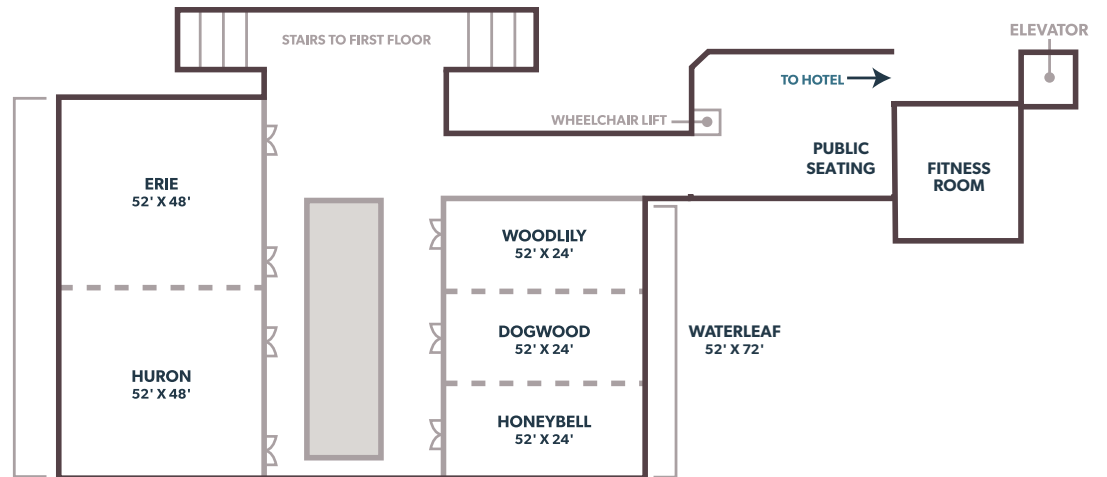 ELEVATOR
STAIRS TO FIRST FLOOR
TO HOTEL
WHEELCHAIR LIFT
PUBLIC
SEATING
FITNESS
ROOM
ERIE
52' X 48'
WOODLILY
52' X 24'
DOGWOOD
52' X 24'
WATERLEAF
52' X 72'
HURON
52' X 48'
HONEYBELL
52' X 24'